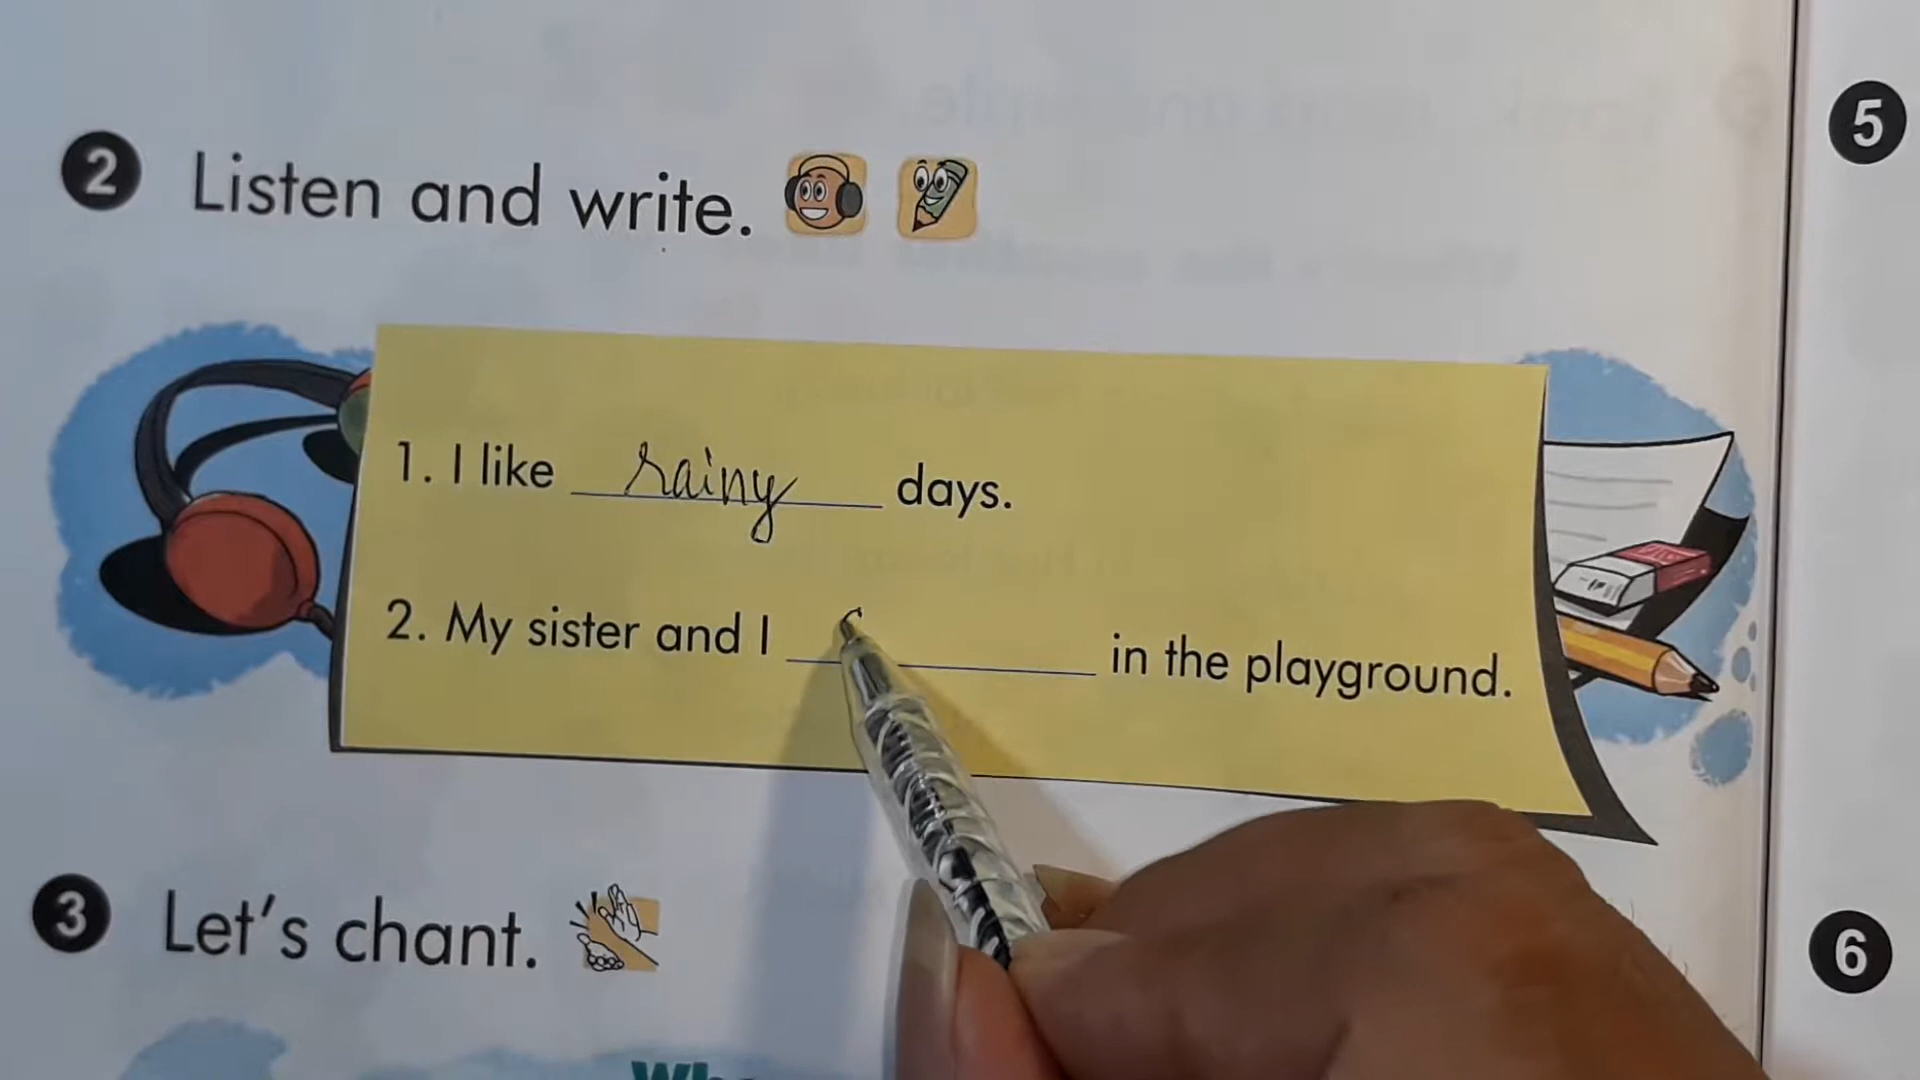 2 Listen and write.
5
1. I like rainy days.
2. My sister and I ________ in the playground.
3 Let's chant.
6